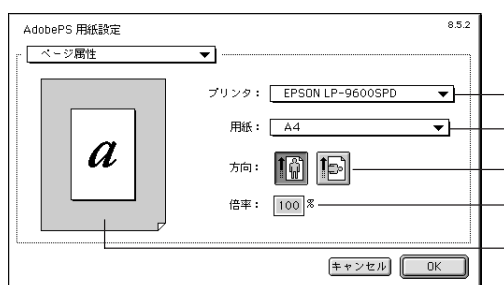 AdobePS 用紙設定
8.5.2
ページ属性
プリンタ： EPSON LP-9600SPD
用紙： A4
a
方向：
倍率： 100 %
キャンセル OK